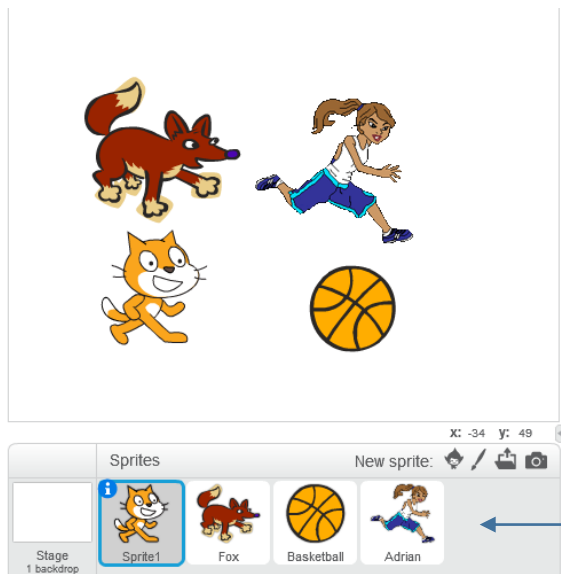 x: -34 y: 49
Sprites New sprite:
Sprite1 Fox Basketball Adrian
Stage
1 backdrop